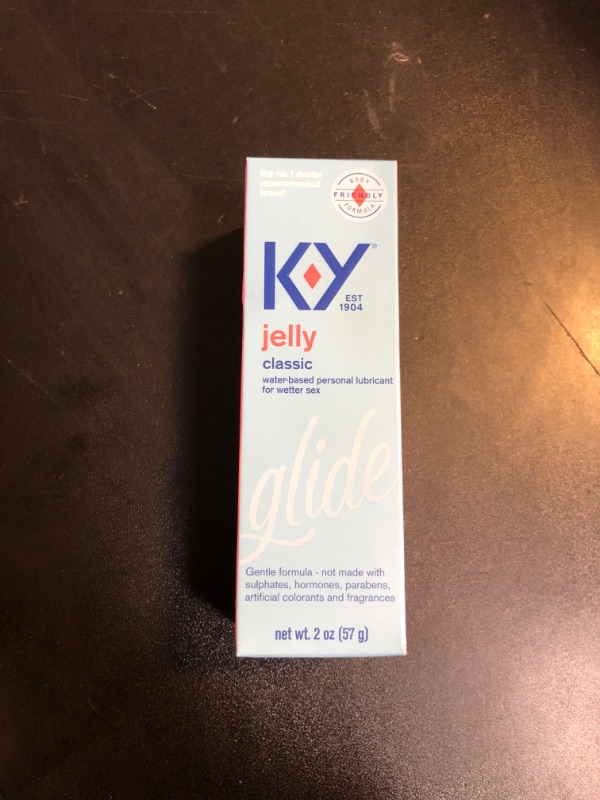 the no.1 doctor
recommended
brand†
BODY
FRIENDLY
FORMULA
K-Y®
EST
1904
jelly
classic
water-based personal lubricant
for wetter sex
glide
Gentle formula - not made with
sulphates, hormones, parabens,
artificial colorants and fragrances
net wt. 2 oz (57 g)